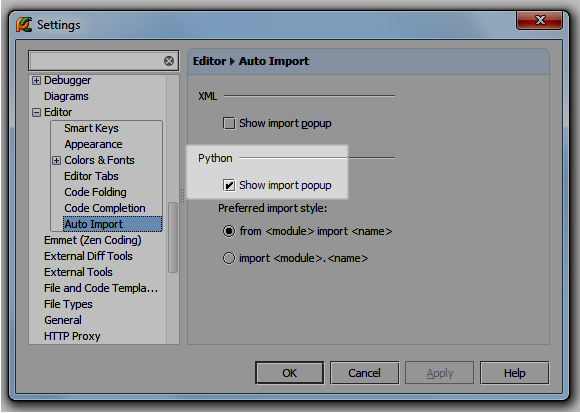 Settings
Debugger
Diagrams
Editor
Smart Keys
Appearance
Colors & Fonts
Editor Tabs
Code Folding
Code Completion
Auto Import
Emmet (Zen Coding)
External Diff Tools
External Tools
File and Code Templa...
File Types
General
HTTP Proxy
Editor ▸ Auto Import
XML
Show import popup
Python
Show import popup
Preferred import style:
from <module> import <name>
import <module>.<name>
OK Cancel Apply Help